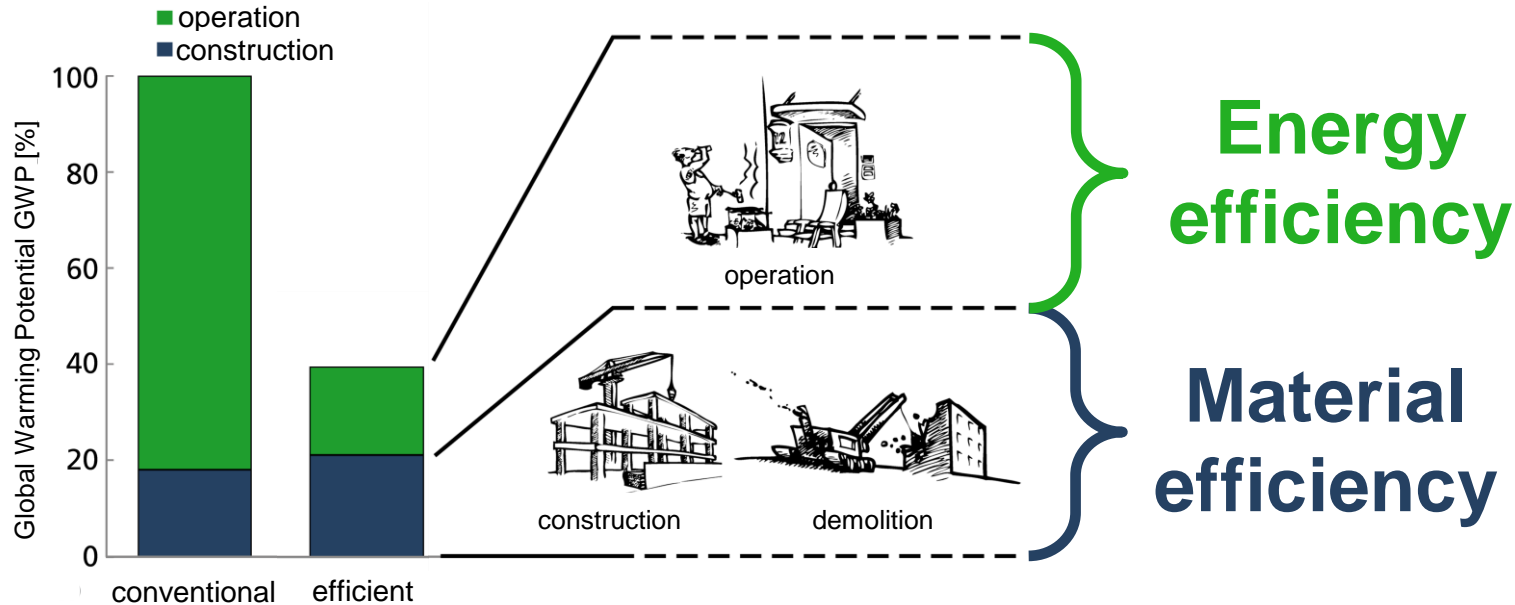 operation
construction
Global Warming Potential GWP [%]
100
80
60
40
20
0
conventional
efficient
operation
construction
demolition
Energy
efficiency
Material
efficiency